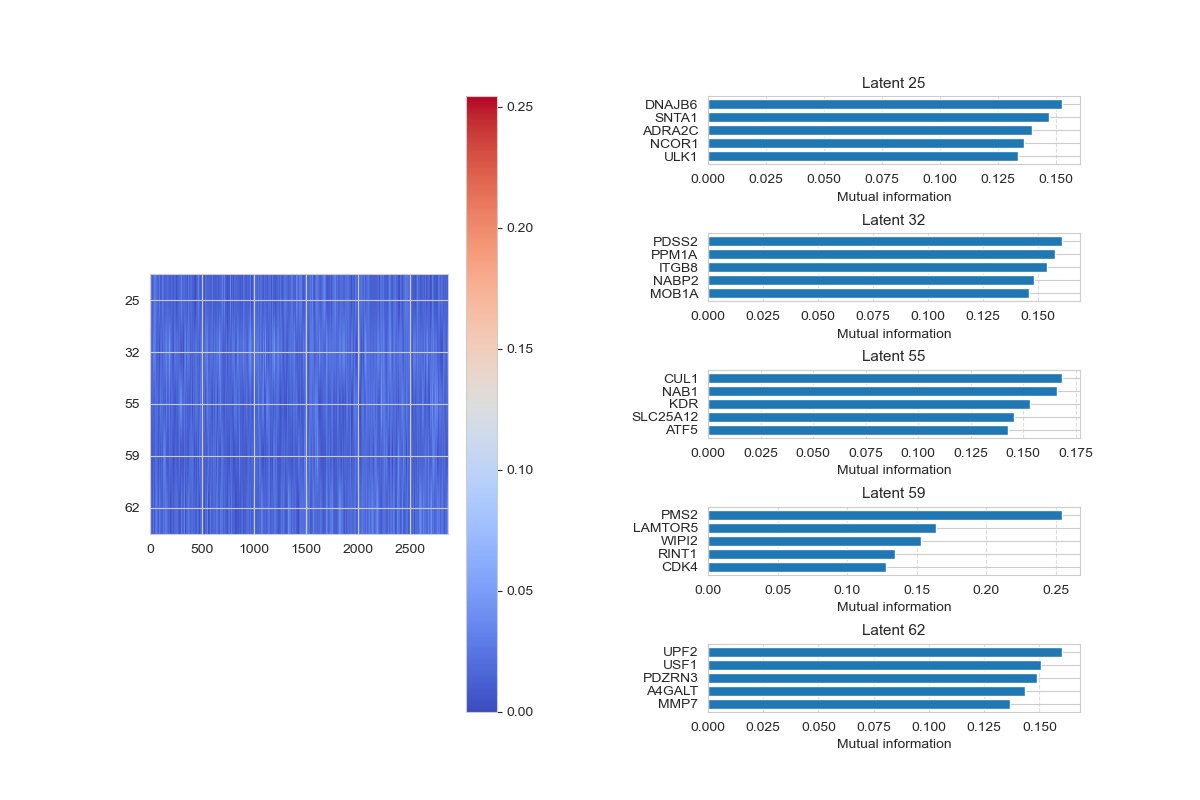 0.25
0.20
0.15
0.10
0.05
0.00
25
32
55
59
62
0 500 1000 1500 2000 2500
Latent 25
DNAJB6
SNTA1
ADRA2C
NCOR1
ULK1
0.000 0.025 0.050 0.075 0.100 0.125 0.150
Mutual information
Latent 32
PDSS2
PPM1A
ITGB8
NABP2
MOB1A
0.000 0.025 0.050 0.075 0.100 0.125 0.150
Mutual information
Latent 55
CUL1
NAB1
KDR
SLC25A12
ATF5
0.000 0.025 0.050 0.075 0.100 0.125 0.150 0.175
Mutual information
Latent 59
PMS2
LAMTOR5
WIPI2
RINT1
CDK4
0.00 0.05 0.10 0.15 0.20 0.25
Mutual information
Latent 62
UPF2
USF1
PDZRN3
A4GALT
MMP7
0.000 0.025 0.050 0.075 0.100 0.125 0.150
Mutual information